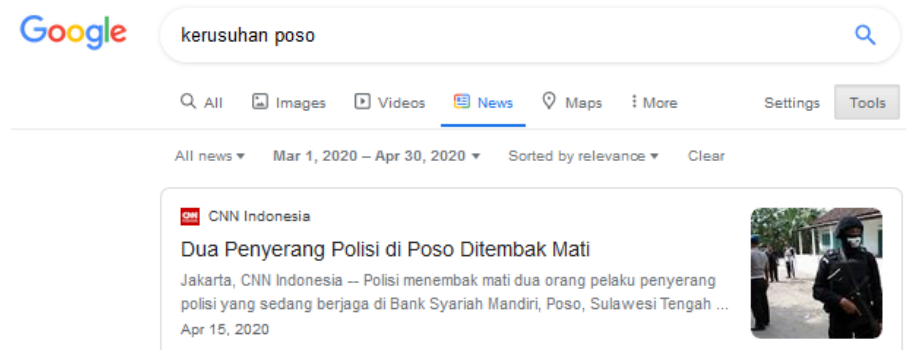 Google
kerusuhan poso
All Images Videos News Maps More Settings Tools
All news Mar 1, 2020 – Apr 30, 2020 Sorted by relevance Clear
CNN Indonesia
Dua Penyerang Polisi di Poso Ditembak Mati
Jakarta, CNN Indonesia -- Polisi menembak mati dua orang pelaku penyerang
polisi yang sedang berjaga di Bank Syariah Mandiri, Poso, Sulawesi Tengah ...
Apr 15, 2020